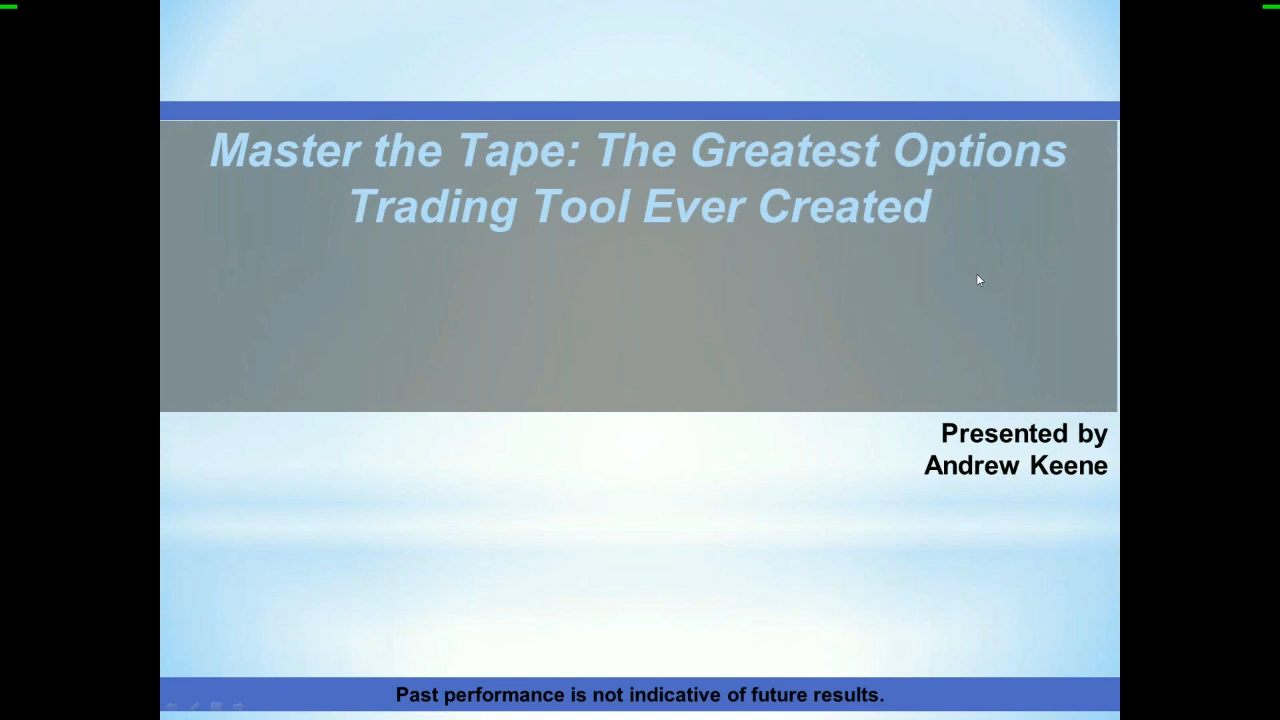 Master the Tape: The Greatest Options
Trading Tool Ever Created
Presented by
Andrew Keene
Past performance is not indicative of future results.